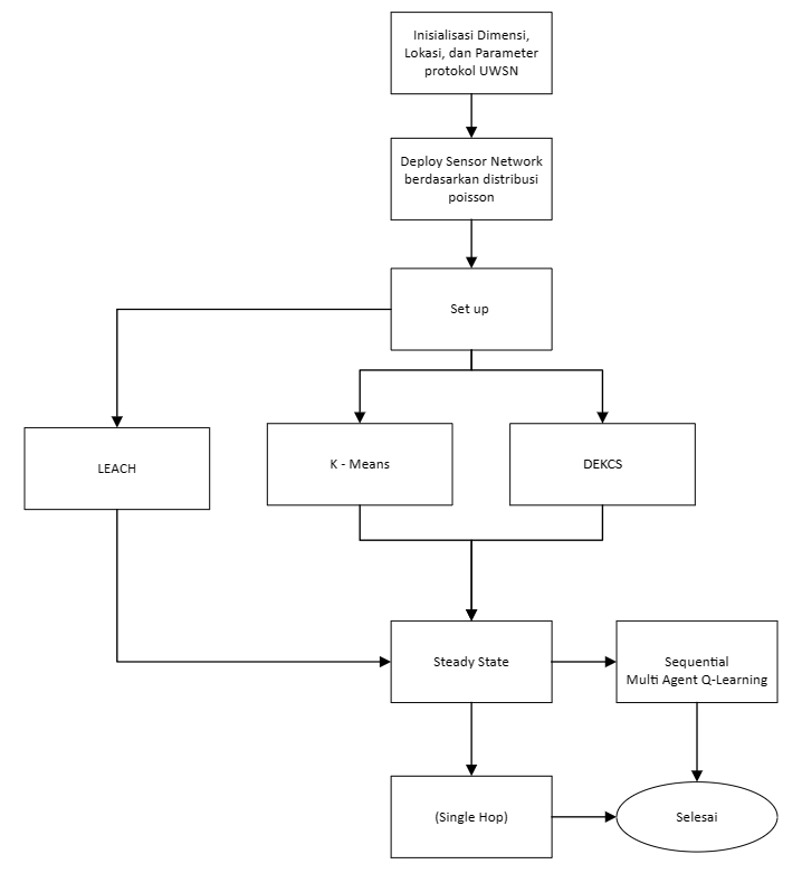 Inisialisasi Dimensi,
Lokasi, dan Parameter
protokol UWSN
Deploy Sensor Network
berdasarkan distribusi
poisson
Set up
LEACH
K - Means
DEKCS
Steady State
Sequential
Multi Agent Q-Learning
(Single Hop)
Selesai